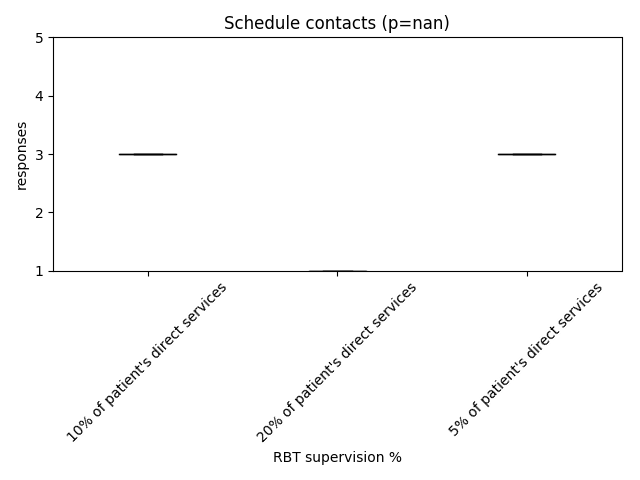 Schedule contacts (p=nan)
5
4
3
2
1
responses
10% of patient's direct services
20% of patient's direct services
5% of patient's direct services
RBT supervision %